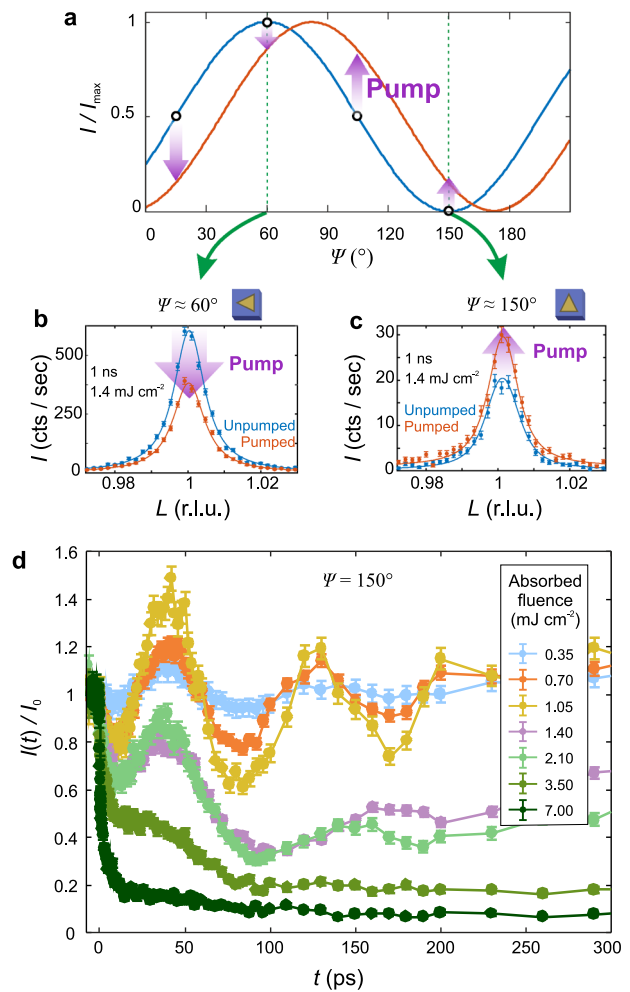 a
1
0.5
0
I / I max
Pump
0 30 60 90 120 150 180
Ψ (°)
Ψ ≈ 60°
b
500
250
0
I (cts / sec)
1 ns
1.4 mJ cm-2
Pump
Unpumped
Pumped
0.98 1 1.02
L (r.l.u.)
Ψ ≈ 150°
c
30
20
10
0
I (cts / sec)
1 ns
1.4 mJ cm-2
Pump
Unpumped
Pumped
0.98 1 1.02
L (r.l.u.)
d
1.6
1.4
1.2
1
0.8
0.6
0.4
0.2
0
I(t) / I0
Ψ = 150°
Absorbed
fluence
(mJ cm-2)
0.35
0.70
1.05
1.40
2.10
3.50
7.00
0 50 100 150 200 250 300
t (ps)